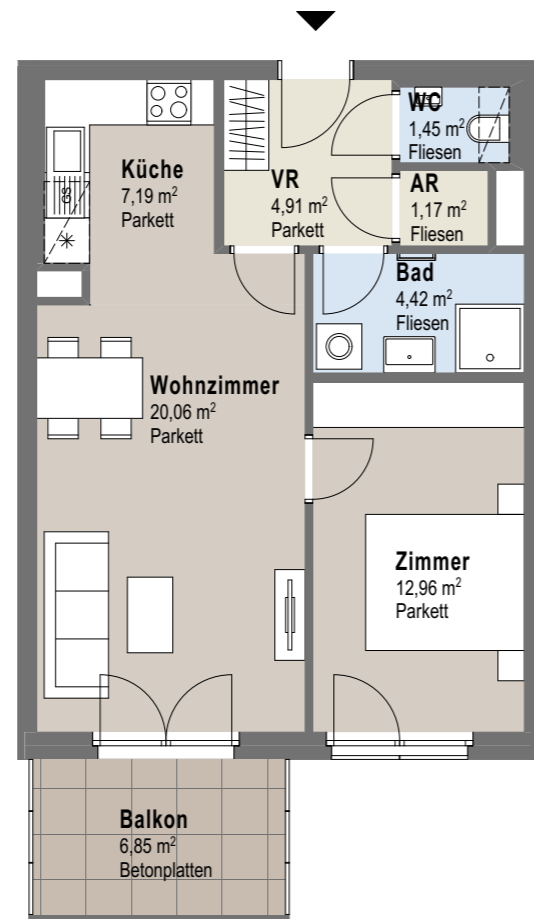 WC
1,45 m²
Fliesen
Küche
7,19 m²
Parkett
VR
4,91 m²
Parkett
AR
1,17 m²
Fliesen
GS
Bad
4,42 m²
Fliesen
Wohnzimmer
20,06 m²
Parkett
Zimmer
12,96 m²
Parkett
Balkon
6,85 m²
Betonplatten